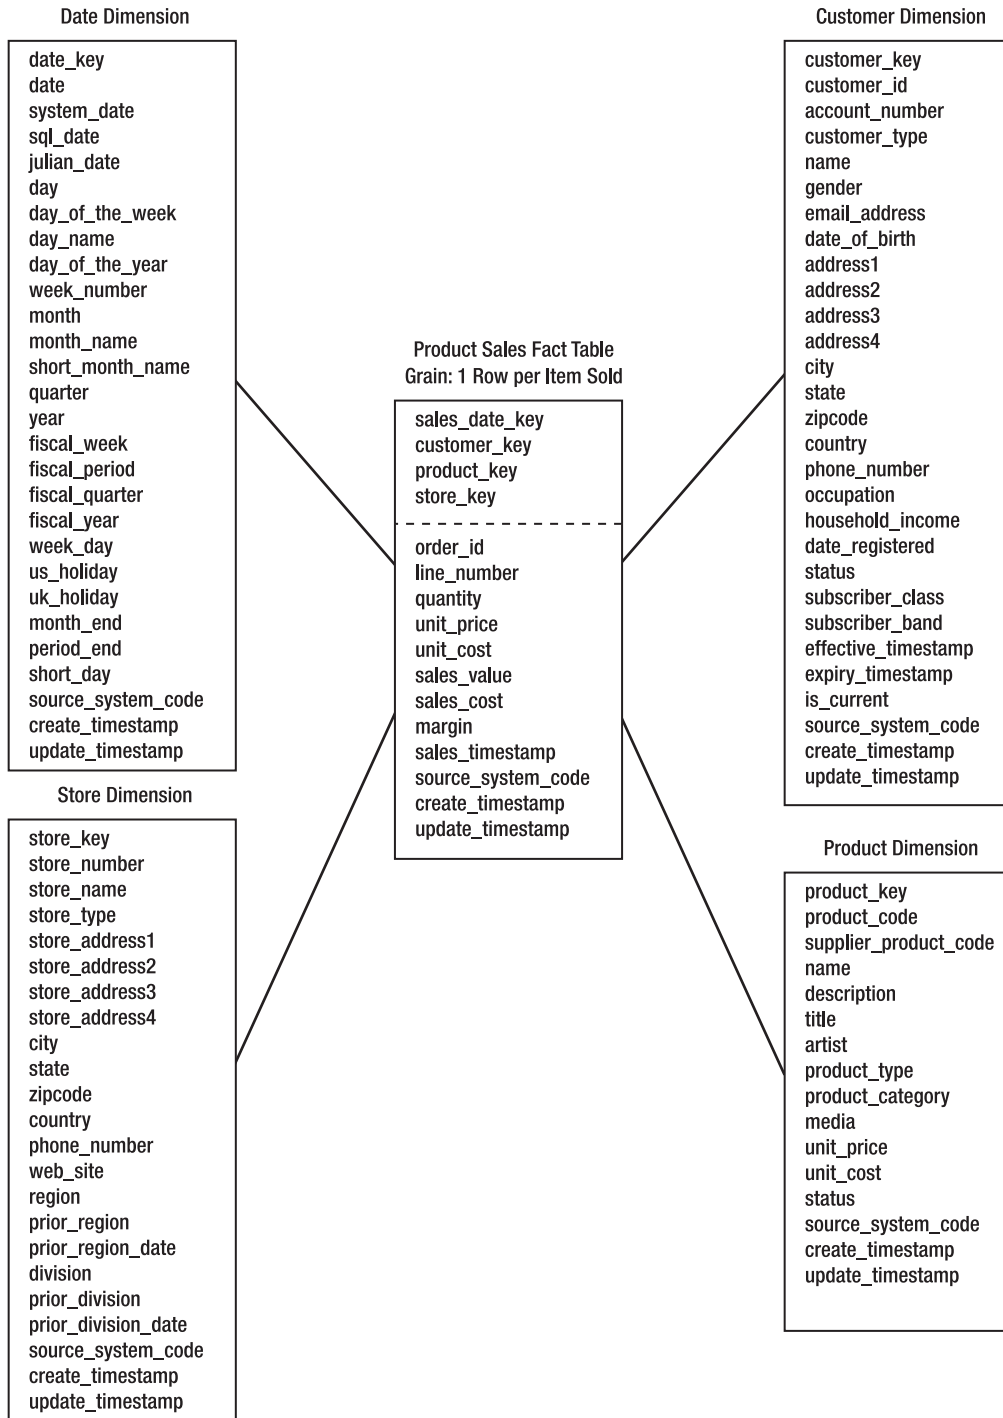 Date Dimension
date_key
date
system_date
sql_date
julian_date
day
day_of_the_week
day_name
day_of_the_year
week_number
month
month_name
short_month_name
quarter
year
fiscal_week
fiscal_period
fiscal_quarter
fiscal_year
week_day
us_holiday
uk_holiday
month_end
period_end
short_day
source_system_code
create_timestamp
update_timestamp
Store Dimension
store_key
store_number
store_name
store_type
store_address1
store_address2
store_address3
store_address4
city
state
zipcode
country
phone_number
web_site
region
prior_region
prior_region_date
division
prior_division
prior_division_date
source_system_code
create_timestamp
update_timestamp
Product Sales Fact Table
Grain: 1 Row per Item Sold
sales_date_key
customer_key
product_key
store_key
order_id
line_number
quantity
unit_price
unit_cost
sales_value
sales_cost
margin
sales_timestamp
source_system_code
create_timestamp
update_timestamp
Customer Dimension
customer_key
customer_id
account_number
customer_type
name
gender
email_address
date_of_birth
address1
address2
address3
address4
city
state
zipcode
country
phone_number
occupation
household_income
date_registered
status
subscriber_class
subscriber_band
effective_timestamp
expiry_timestamp
is_current
source_system_code
create_timestamp
update_timestamp
Product Dimension
product_key
product_code
supplier_product_code
name
description
title
artist
product_type
product_category
media
unit_price
unit_cost
status
source_system_code
create_timestamp
update_timestamp